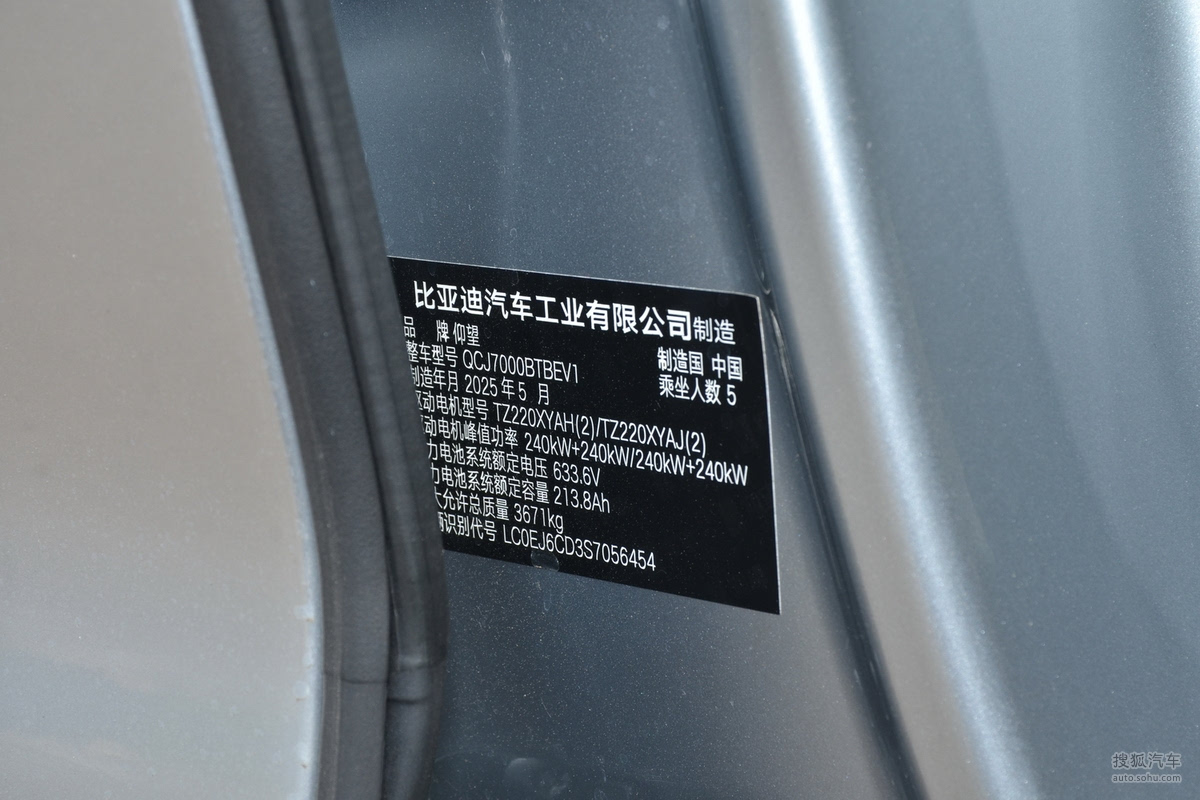 比亚迪汽车工业有限公司制造
品 牌 仰望
整车型号 QCJ7000BTBEV1
制造国 中国
制造年月 2025 年 5 月
乘坐人数 5
驱动电机型号 TZ220XYAH(2)/TZ220XYAJ(2)
动电机峰值功率 240kW+240kW/240kW+240kW
力电池系统额定电压 633.6V
力电池系统额定容量 213.8Ah
大允许总质量 3671kg
辆识别代号 LC0EJ6CD3S7056454
搜狐汽车
auto.sohu.com